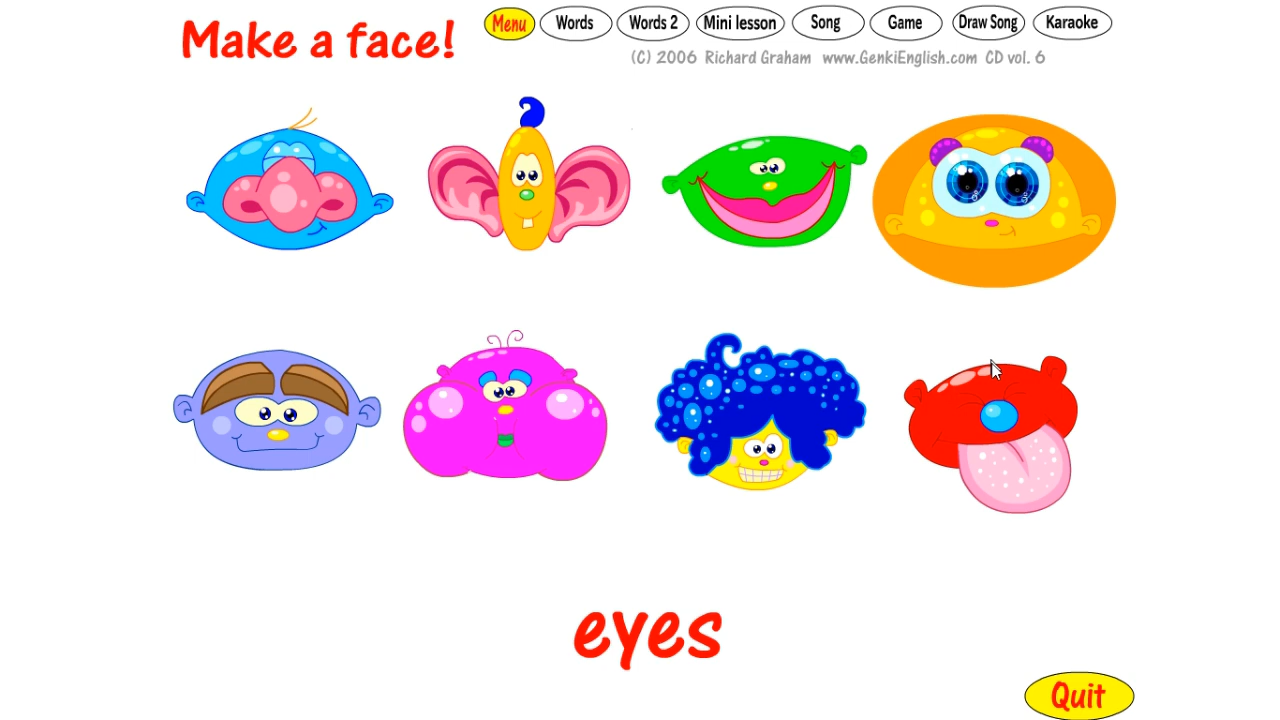 Make a face!
Menu Words Words 2 Mini lesson Song Game Draw Song Karaoke
(C) 2006 Richard Graham www.GenkiEnglish.com CD vol. 6
eyes
Quit